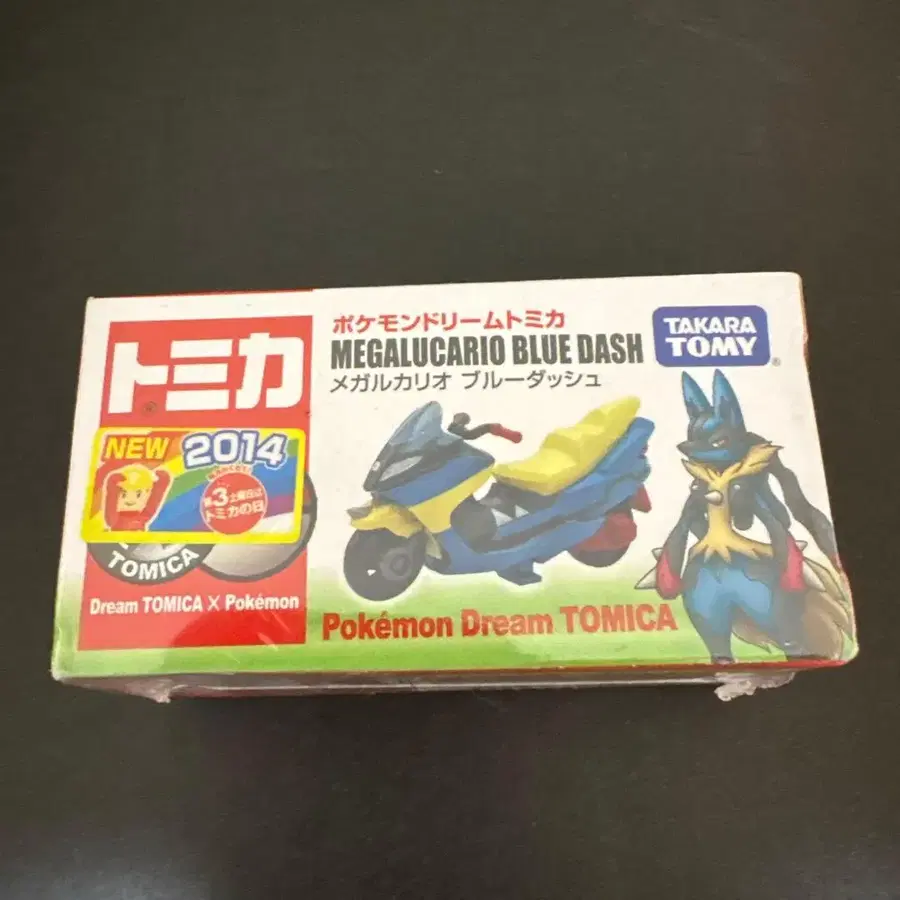 トミカ
®
NEW 2014
第3土曜日は
トミカの日
TOMICA
Dream TOMICA X Pokémon
ポケモンドリームトミカ
MEGALUCARIO BLUE DASH
メガルカリオ ブルーダッシュ
TAKARA
TOMY
®
Pokémon Dream TOMICA